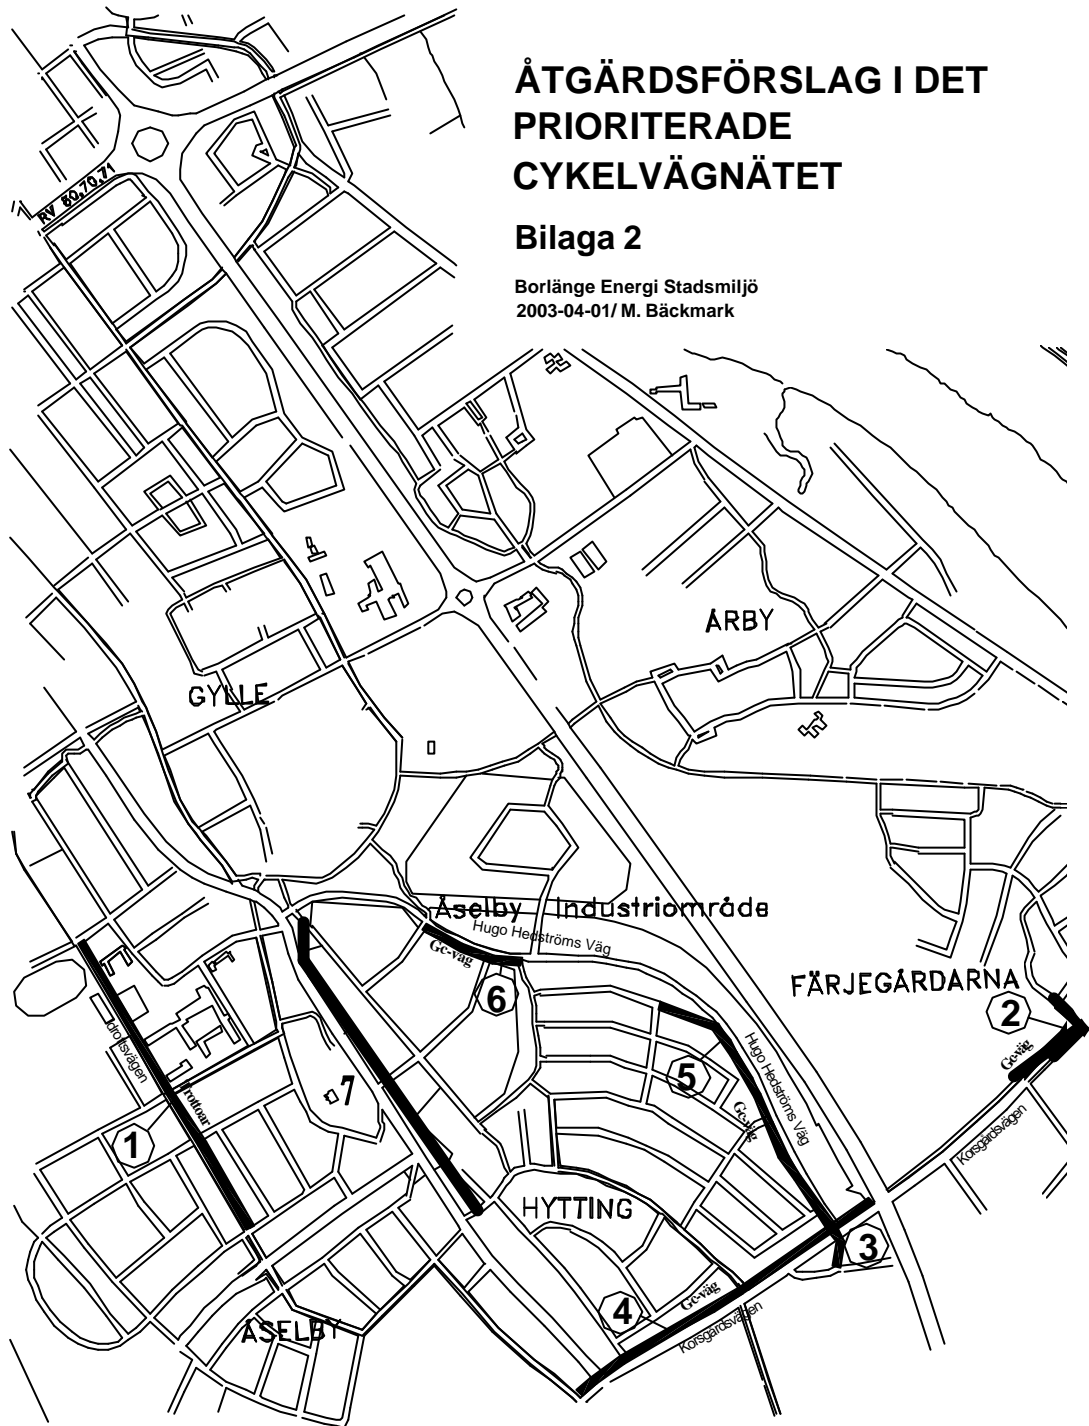 ÅTGÄRDSFÖRSLAG I DET
PRIORITERADE
CYKELVÄGNÄTET
Bilaga 2
Borlänge Energi Stadsmiljö
2003-04-01/ M. Bäckmark
RV 60,70,71
ÅRBY
GYLLE
Åselby Industriområde
Hugo Hedströms Väg
Gc-väg
6
FÄRJEGÅRDARNA
2
Gc-väg
Korsgårdsvägen
Idrottsvägen
Trottoar
1
7
5
Gc-väg
Hugo Hedströms Väg
HYTTING
3
4
Gc-väg
Korsgårdsvägen
ÅSELBY